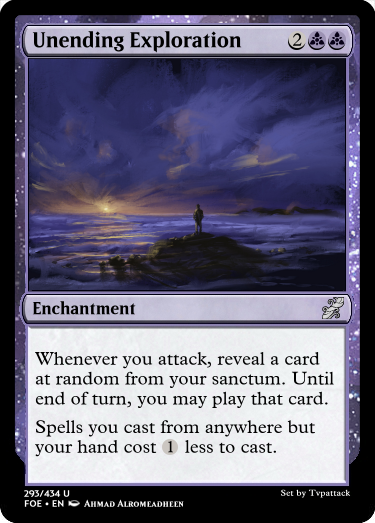 Unending Exploration 2
Enchantment
Whenever you attack, reveal a card
at random from your sanctum. Until
end of turn, you may play that card.
Spells you cast from anywhere but
your hand cost 1 less to cast.
293/434 U
FOE • EN Ahmad Alromeadheen
Set by Tvpattack